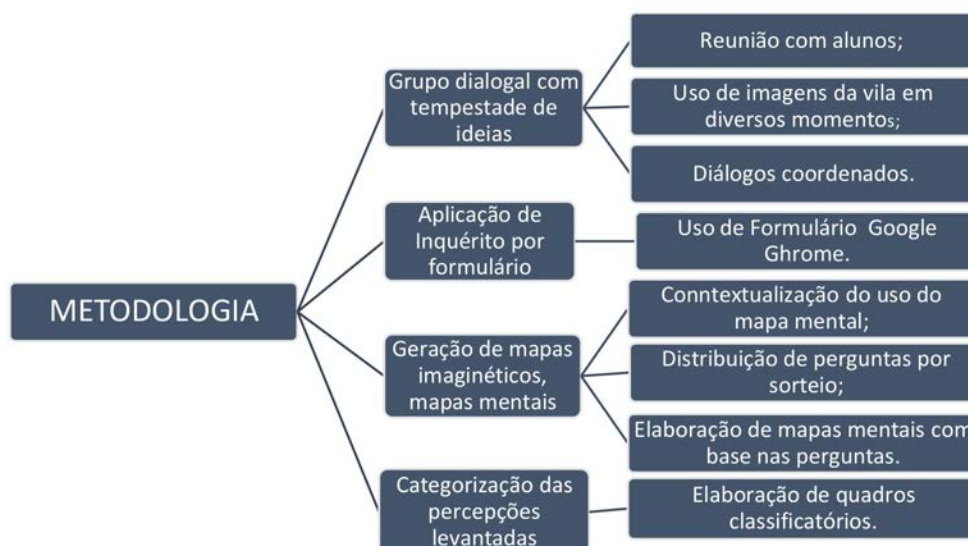 METODOLOGIA
Grupo dialogal com
tempestade de
ideias
Reunião com alunos;
Uso de imagens da vila em
diversos momentos;
Diálogos coordenados.
Aplicação de
Inquérito por
formulário
Uso de Formulário Google
Ghrome.
Geração de mapas
imaginéticos,
mapas mentais
Conntextualização do uso do
mapa mental;
Distribuição de perguntas por
sorteio;
Elaboração de mapas mentais com
base nas perguntas.
Categorização das
percepções
levantadas
Elaboração de quadros
classificatórios.